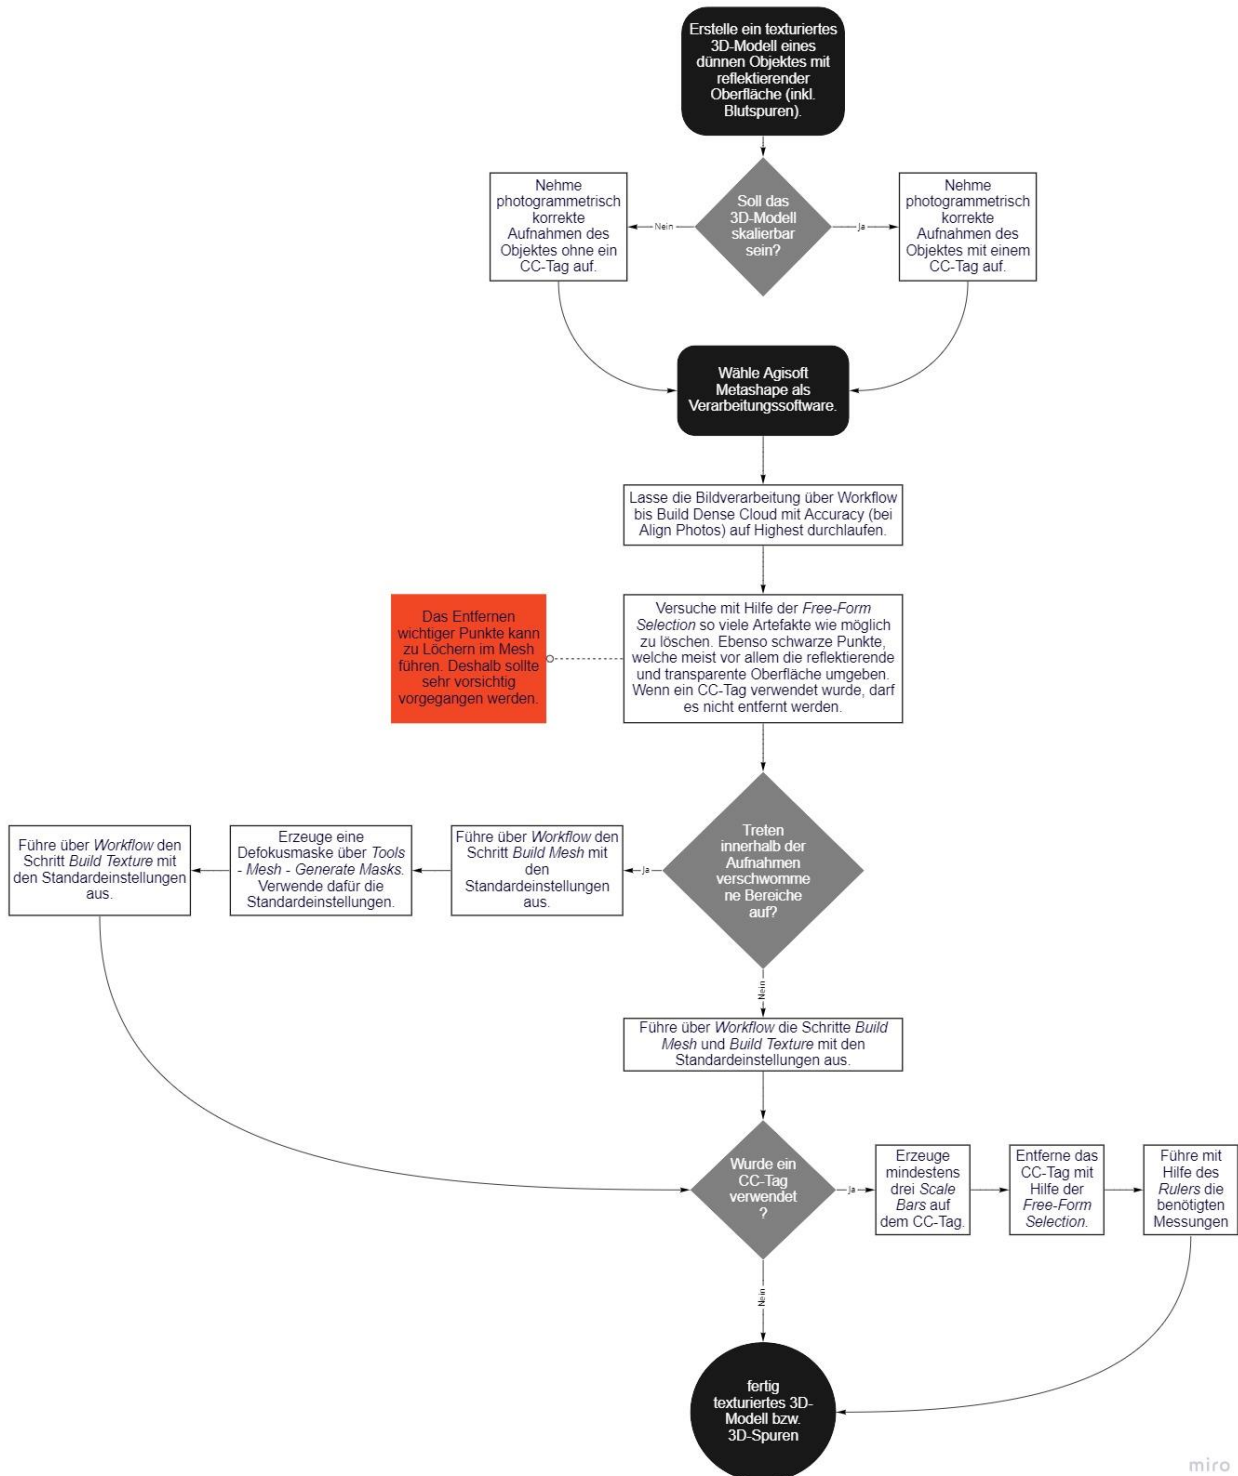 Erstelle ein texturiertes
3D-Modell eines
dünnen Objektes mit
reflektierender
Oberfläche (inkl.
Blutspuren).
Nehme
photogrammetrisch
korrekte
Aufnahmen des
Objektes ohne ein
CC-Tag auf.
Nein
Soll das
3D-Modell
skalierbar
sein?
Ja
Nehme
photogrammetrisch
korrekte
Aufnahmen des
Objektes mit einem
CC-Tag auf.
Wähle Agisoft
Metashape als
Verarbeitungssoftware.
Lasse die Bildverarbeitung über Workflow
bis Build Dense Cloud mit Accuracy (bei
Align Photos) auf Highest durchlaufen.
Das Entfernen
wichtiger Punkte kann
zu Löchern im Mesh
führen. Deshalb sollte
sehr vorsichtig
vorgegangen werden.
Versuche mit Hilfe der Free-Form
Selection so viele Artefakte wie möglich
zu löschen. Ebenso schwarze Punkte,
welche meist vor allem die reflektierende
und transparente Oberfläche umgeben.
Wenn ein CC-Tag verwendet wurde, darf
es nicht entfernt werden.
Führe über Workflow den
Schritt Build Texture mit
den Standardeinstellungen
aus.
Erzeuge eine
Defokusmaske über Tools
- Mesh - Generate Masks.
Verwende dafür die
Standardeinstellungen.
Führe über Workflow den
Schritt Build Mesh mit
den
Standardeinstellungen
aus.
Ja
Treten
innerhalb der
Aufnahmen
verschwomme
ne Bereiche
auf?
Nein
Führe über Workflow die Schritte Build
Mesh und Build Texture mit den
Standardeinstellungen aus.
Wurde ein
CC-Tag
verwendet
?
Ja
Erzeuge
mindestens
drei Scale
Bars auf
dem CC-Tag.
Entferne das
CC-Tag mit
Hilfe der
Free-Form
Selection.
Führe mit
Hilfe des
Rulers die
benötigten
Messungen
Nein
fertig
texturiertes 3D-
Modell bzw.
3D-Spuren
miro